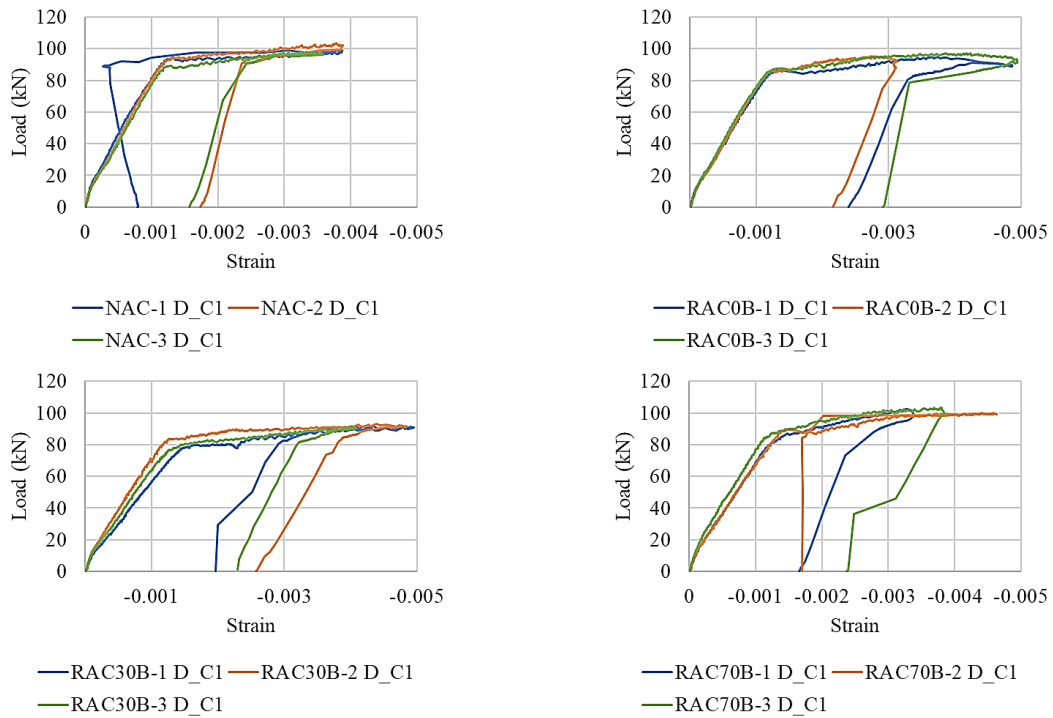 120
100
80
60
40
20
0
Load (kN)
0 -0.001 -0.002 -0.003 -0.004 -0.005
Strain
NAC-1 D_C1 NAC-2 D_C1
NAC-3 D_C1
120
100
80
60
40
20
0
Load (kN)
-0.001 -0.003 -0.005
Strain
RAC0B-1 D_C1 RAC0B-2 D_C1
RAC0B-3 D_C1
120
100
80
60
40
20
0
Load (kN)
-0.001 -0.003 -0.005
Strain
RAC30B-1 D_C1 RAC30B-2 D_C1
RAC30B-3 D_C1
120
100
80
60
40
20
0
Load (kN)
0 -0.001 -0.002 -0.003 -0.004 -0.005
Strain
RAC70B-1 D_C1 RAC70B-2 D_C1
RAC70B-3 D_C1